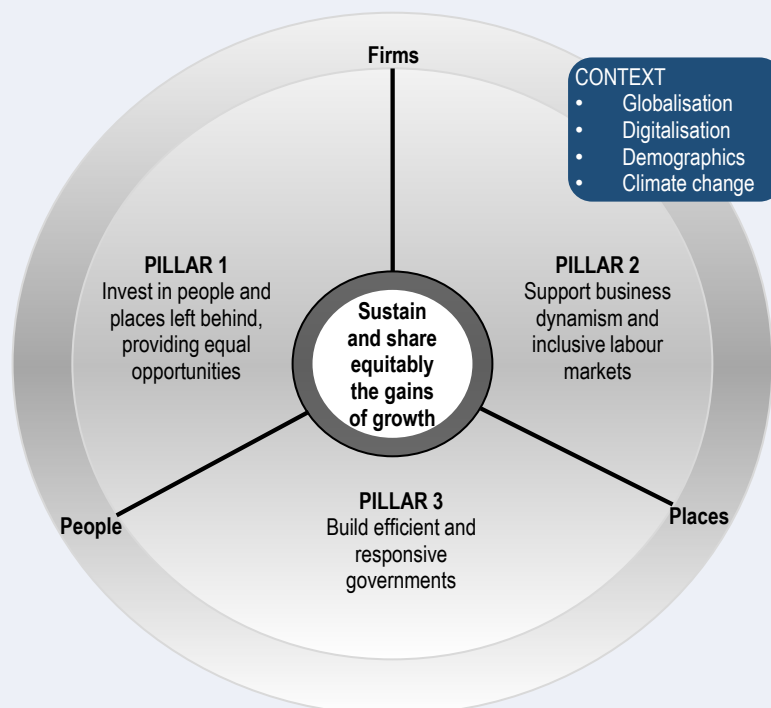 Firms
CONTEXT
• Globalisation
• Digitalisation
• Demographics
• Climate change
PILLAR 1
Invest in people and
places left behind,
providing equal
opportunities
PILLAR 2
Support business
dynamism and
inclusive labour
markets
Sustain
and share
equitably
the gains
of growth
People
PILLAR 3
Build efficient and
responsive
governments
Places